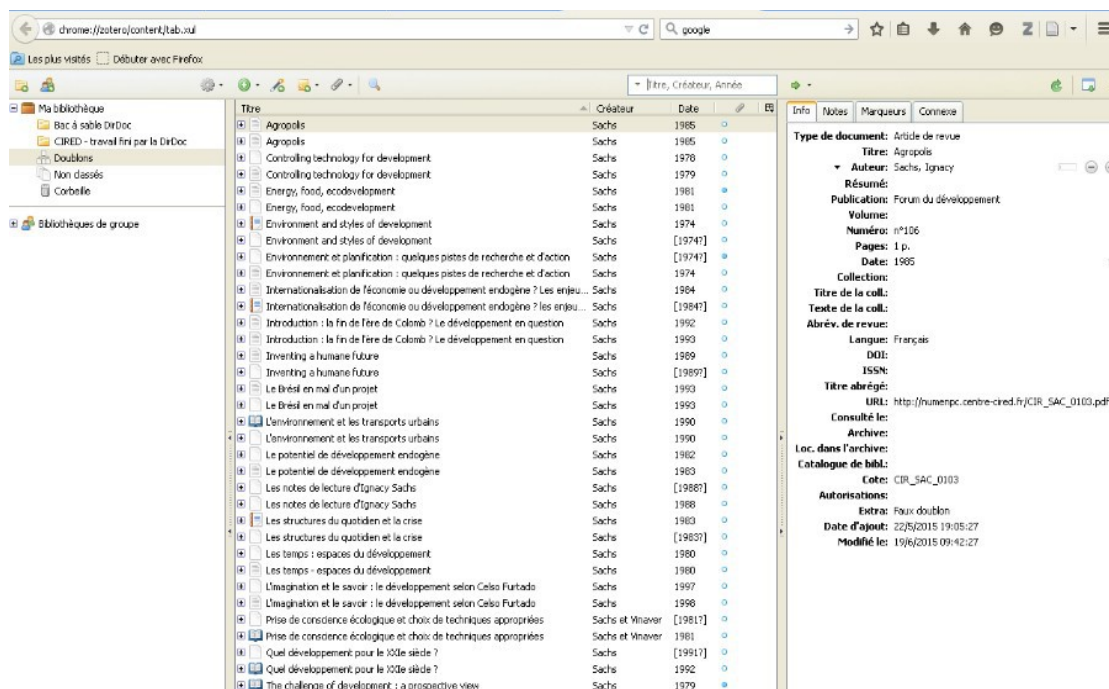 chrome://zotero/content/tab.xul
google
Les plus visités
Débuter avec Firefox
Titre, Créateur, Année
Ma bibliothèque
Bac à sable DirDoc
CIRED - travail fini par la DirDoc
Doublons
Non classés
Corbeille
Bibliothèques de groupe
Titre Créateur Date
Agropolis Sachs 1985
Agropolis Sachs 1985
Controlling technology for development Sachs 1978
Controlling technology for development Sachs 1979
Energy, food, ecodevelopment Sachs 1981
Energy, food, ecodevelopment Sachs 1981
Environment and styles of development Sachs 1974
Environment and styles of development Sachs [1974?]
Environnement et planification : quelques pistes de recherche et d'action Sachs [1974?]
Environnement et planification : quelques pistes de recherche et d'action Sachs 1974
Internationalisation de l'économie ou développement endogène ? Les enjeu... Sachs 1984
Internationalisation de l'économie ou développement endogène ? les enjeu... Sachs [1984?]
Introduction : la fin de l'ère de Colomb ? Le développement en question Sachs 1992
Introduction : la fin de l'ère de Colomb ? Le développement en question Sachs 1993
Inventing a humane future Sachs 1989
Inventing a humane future Sachs [1989?]
Le Brésil en mal d'un projet Sachs 1993
Le Brésil en mal d'un projet Sachs 1993
L'environnement et les transports urbains Sachs 1990
L'environnement et les transports urbains Sachs 1990
Le potentiel de développement endogène Sachs 1982
Le potentiel de développement endogène Sachs 1983
Les notes de lecture d'Ignacy Sachs Sachs [1988?]
Les notes de lecture d'Ignacy Sachs Sachs 1988
Les structures du quotidien et la crise Sachs 1983
Les structures du quotidien et la crise Sachs [1983?]
Les temps : espaces du développement Sachs 1980
Les temps - espaces du développement Sachs 1980
L'imagination et le savoir : le développement selon Celso Furtado Sachs 1997
L'imagination et le savoir : le développement selon Celso Furtado Sachs 1998
Prise de conscience écologique et choix de techniques appropriées Sachs et Vinaver [1981?]
Prise de conscience écologique et choix de techniques appropriées Sachs et Vinaver 1981
Quel développement pour le XXIe siècle ? Sachs [1991?]
Quel développement pour le XXIe siècle ? Sachs 1992
The challenge of development : a prospective view Sachs 1979
Info Notes Marqueurs Connexe
Type de document: Article de revue
Titre: Agropolis
Auteur: Sachs, Ignacy
Résumé:
Publication: Forum du développement
Volume:
Numéro: n°106
Pages: 1 p.
Date: 1985
Collection:
Titre de la coll.:
Texte de la coll.:
Abrév. de revue:
Langue: Français
DOI:
ISSN:
Titre abrégé:
URL: http://numenpc.centre-cired.fr/CIR_SAC_0103.pdf
Consulté le:
Archive:
Loc. dans l'archive:
Catalogue de bibl.:
Cote: CIR_SAC_0103
Autorisations:
Extra: Faux doublon
Date d'ajout: 22/5/2015 19:05:27
Modifié le: 19/6/2015 09:42:27